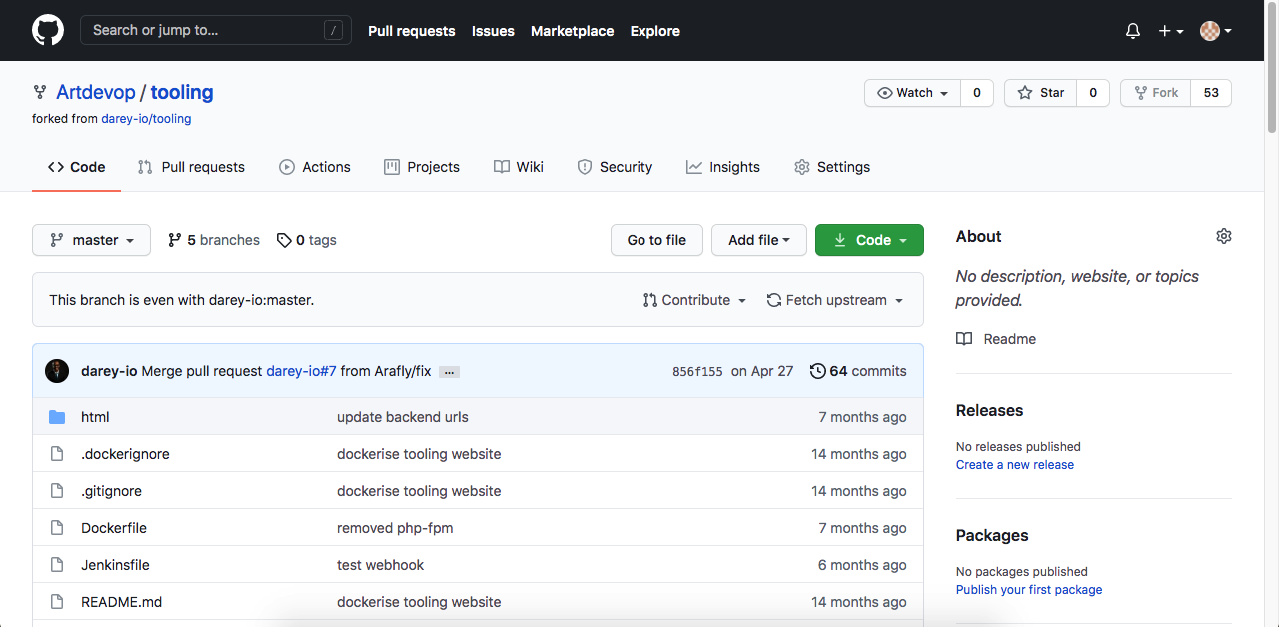 Search or jump to... / Pull requests Issues Marketplace Explore
Artdevop / tooling Watch 0 Star 0 Fork 53
forked from darey-io/tooling
Code Pull requests Actions Projects Wiki Security Insights Settings
master 5 branches 0 tags Go to file Add file Code
This branch is even with darey-io:master. Contribute Fetch upstream
darey-io Merge pull request darey-io#7 from Arafly/fix ... 856f155 on Apr 27 64 commits
html update backend urls 7 months ago
.dockerignore dockerise tooling website 14 months ago
.gitignore dockerise tooling website 14 months ago
Dockerfile removed php-fpm 7 months ago
Jenkinsfile test webhook 6 months ago
README.md dockerise tooling website 14 months ago
About
No description, website, or topics
provided.
Readme
Releases
No releases published
Create a new release
Packages
No packages published
Publish your first package